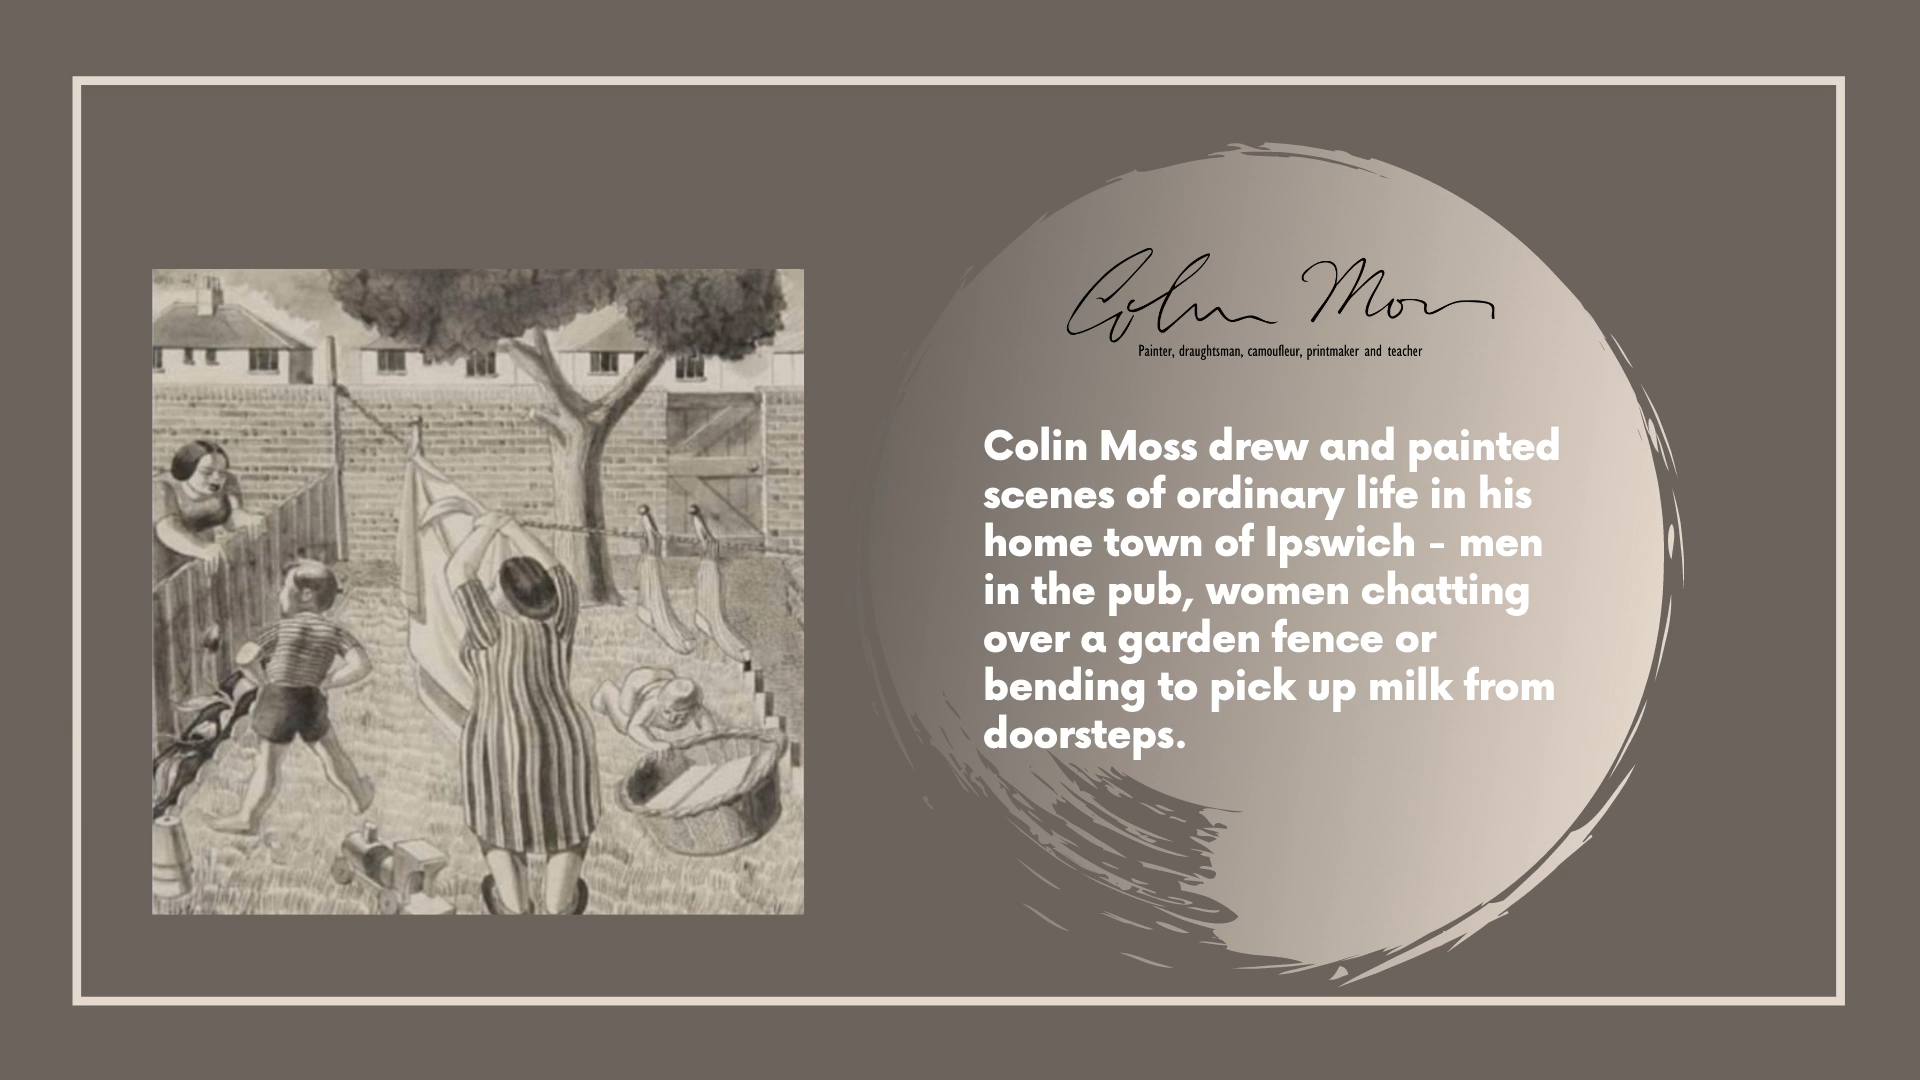 Colin Moss
Painter, draughtsman, camoufleur, printmaker and teacher
Colin Moss drew and painted
scenes of ordinary life in his
home town of Ipswich - men
in the pub, women chatting
over a garden fence or
bending to pick up milk from
doorsteps.